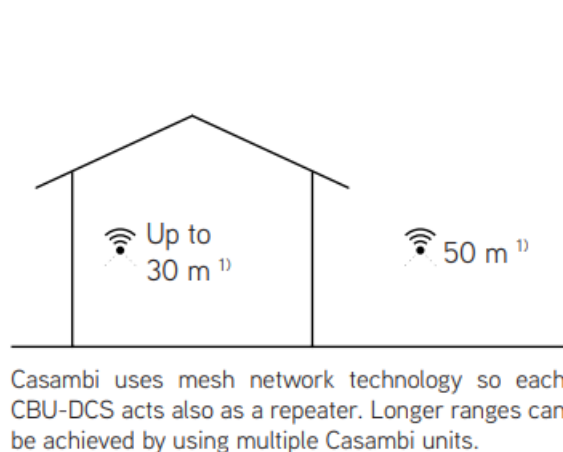 Up to
30 m ¹⁾
50 m ¹⁾
Casambi uses mesh network technology so each
CBU-DCS acts also as a repeater. Longer ranges can
be achieved by using multiple Casambi units.